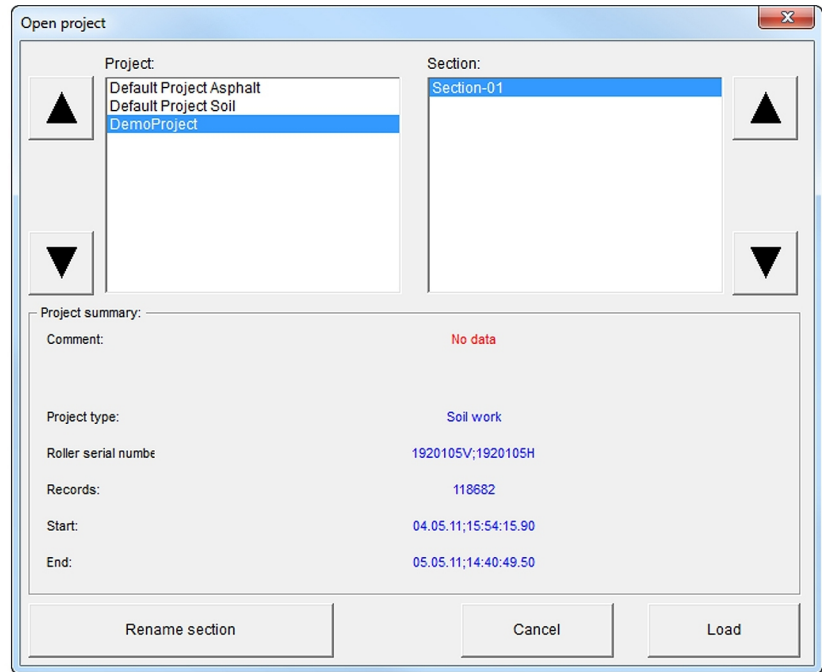 Open project
Project:
Section:
Default Project Asphalt
Default Project Soil
DemoProject
Section-01
Project summary:
Comment: No data
Project type: Soil work
Roller serial numbe 1920105V;1920105H
Records: 118682
Start: 04.05.11;15:54:15.90
End: 05.05.11;14:40:49.50
Rename section Cancel Load